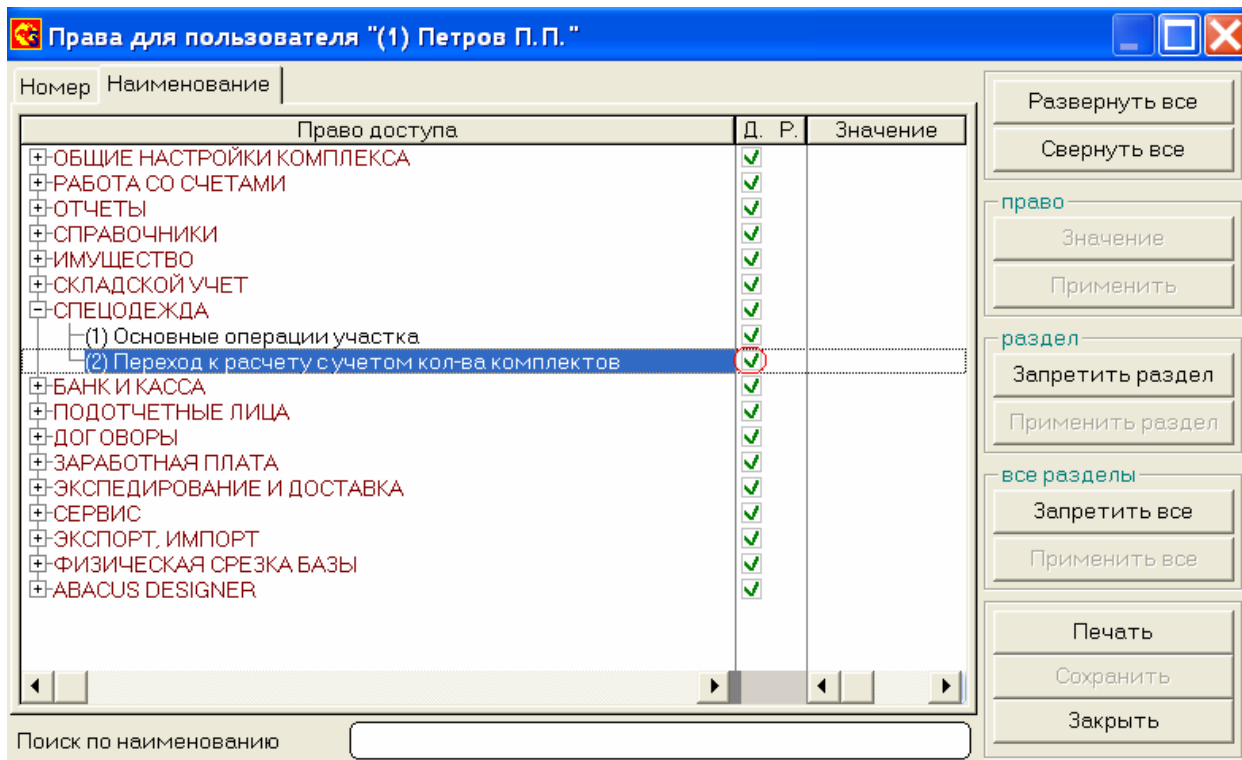 Права для пользователя "(1) Петров П.П."
Номер Наименование
Право доступа Д. Р. Значение
ОБЩИЕ НАСТРОЙКИ КОМПЛЕКСА
РАБОТА СО СЧЕТАМИ
ОТЧЕТЫ
СПРАВОЧНИКИ
ИМУЩЕСТВО
СКЛАДСКОЙ УЧЕТ
СПЕЦОДЕЖДА
(1) Основные операции участка
(2) Переход к расчету с учетом кол-ва комплектов
БАНК И КАССА
ПОДОТЧЕТНЫЕ ЛИЦА
ДОГОВОРЫ
ЗАРАБОТНАЯ ПЛАТА
ЭКСПЕДИРОВАНИЕ И ДОСТАВКА
СЕРВИС
ЭКСПОРТ, ИМПОРТ
ФИЗИЧЕСКАЯ СРЕЗКА БАЗЫ
ABACUS DESIGNER
Поиск по наименованию
Развернуть все
Свернуть все
право
Значение
Применить
раздел
Запретить раздел
Применить раздел
все разделы
Запретить все
Применить все
Печать
Сохранить
Закрыть